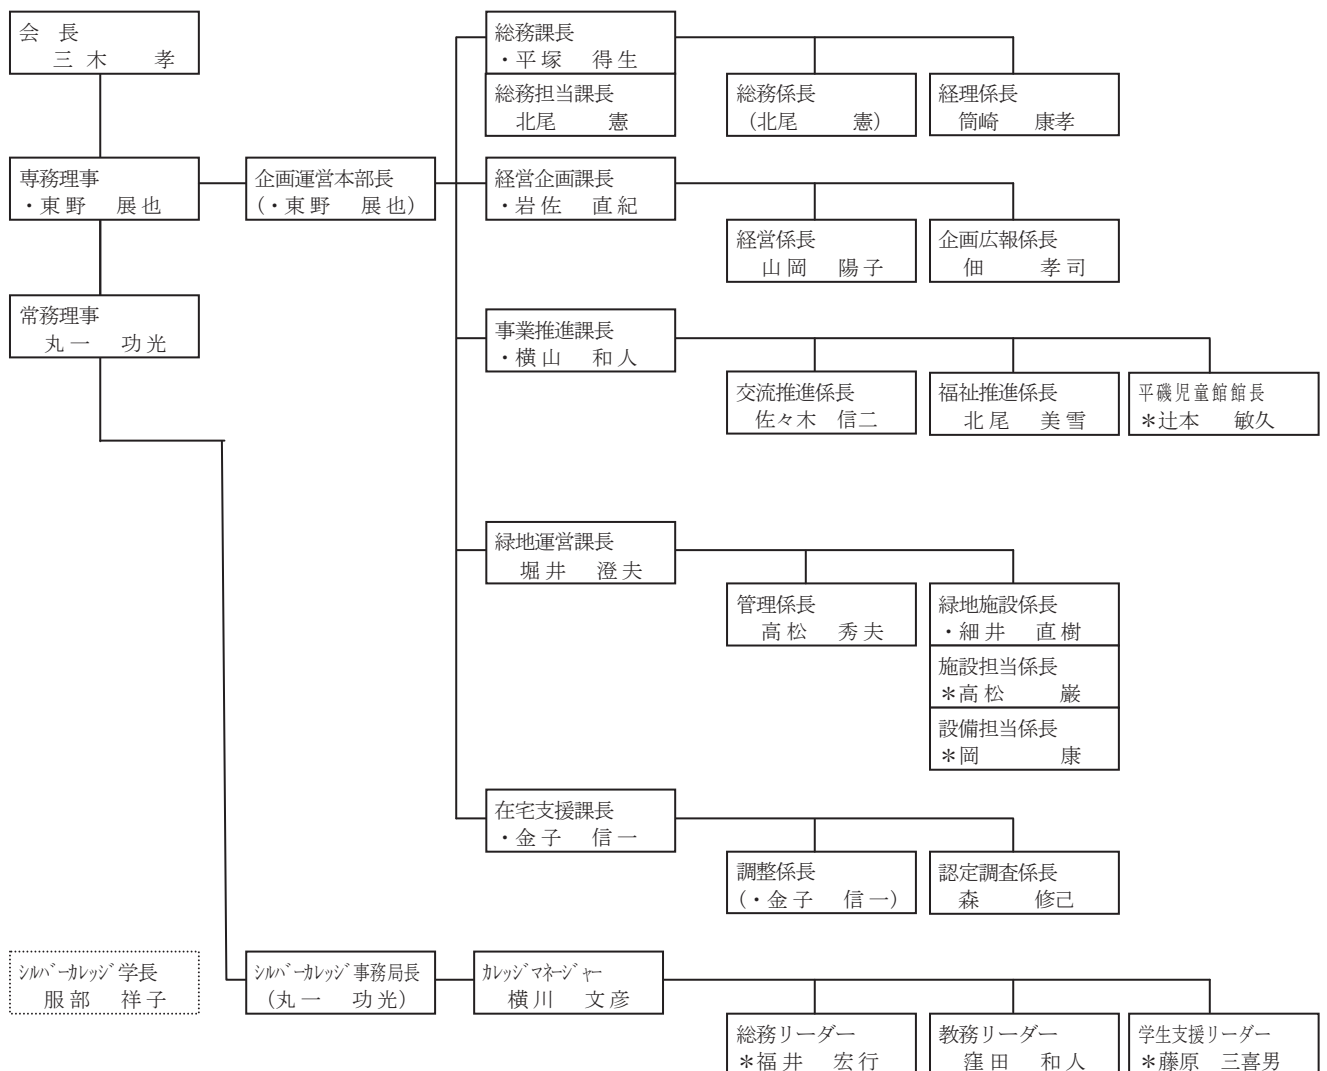 会　長
三 木　　孝
専務理事
・東 野　展 也
常務理事
丸 一　功 光
企画運営本部長
(・東 野　展 也)
総務課長
・平 塚　得 生
総務担当課長
北尾　　憲
総務係長
(北尾　　憲)
経理係長
筒崎　康孝
経営企画課長
・岩 佐　直 紀
経営係長
山 岡　陽 子
企画広報係長
佃　　孝 司
事業推進課長
・横 山　和 人
交流推進係長
佐々木　信二
福祉推進係長
北 尾　美 雪
平磯児童館館長
＊辻本　敏久
緑地運営課長
堀 井　澄 夫
管理係長
高 松　秀 夫
緑地施設係長
・細 井　直 樹
施設担当係長
＊高 松　　巌
設備担当係長
＊岡　　　康
在宅支援課長
・金 子　信 一
調整係長
(・金 子　信 一)
認定調査係長
森　　修己
ｼﾙﾊﾞｰｶﾚｯｼﾞ学長
服 部　祥 子
ｼﾙﾊﾞｰｶﾚｯｼﾞ事務局長
(丸 一　功 光)
ｶﾚｯｼﾞﾏﾈｰｼﾞｬｰ
横 川　文 彦
総務リーダー
＊福 井　宏 行
教務リーダー
窪 田　和 人
学生支援リーダー
＊藤原　三喜男